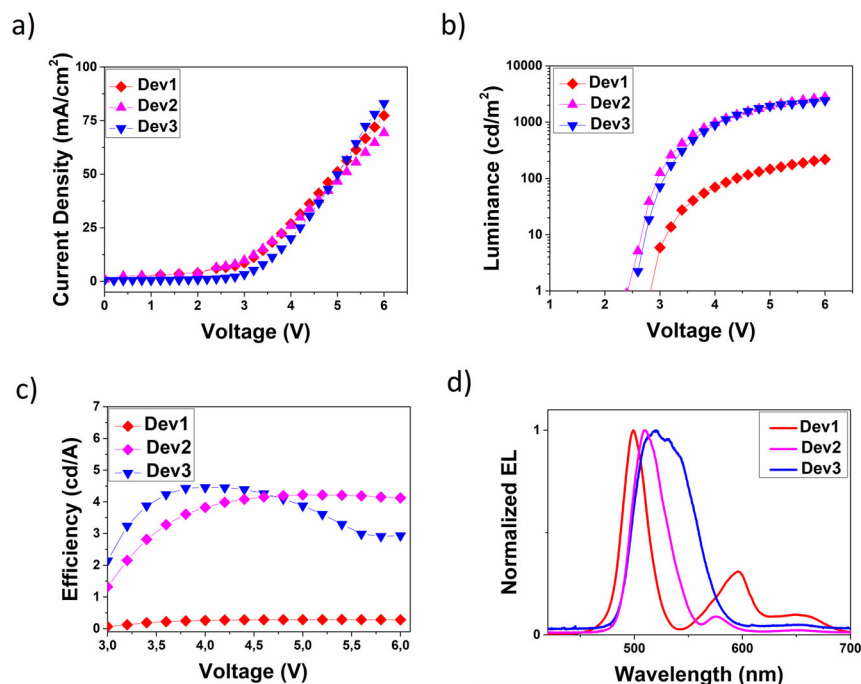 a)
Current Density (mA/cm²)
100
75
50
25
0
Dev1
Dev2
Dev3
0 1 2 3 4 5 6
Voltage (V)
b)
Luminance (cd/m²)
10000
1000
100
10
1
Dev1
Dev2
Dev3
1 2 3 4 5 6
Voltage (V)
c)
Efficiency (cd/A)
7
6
5
4
3
2
1
0
Dev1
Dev2
Dev3
3,0 3,5 4,0 4,5 5,0 5,5 6,0
Voltage (V)
d)
Normalized EL
1
0
Dev1
Dev2
Dev3
500 600 700
Wavelength (nm)